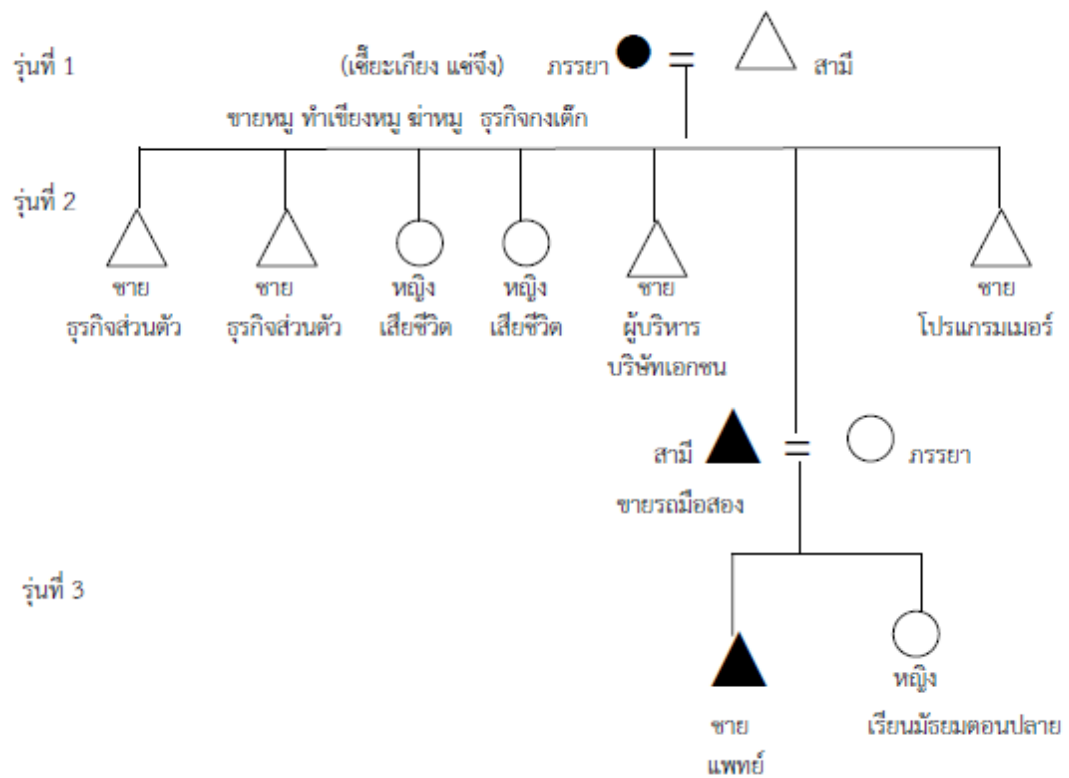 รุ่นที่ 1 (เซี๊ยะเกียง แซ่จึง) ภรรยา = สามี
ขายหมู ทำเขียงหมู ฆ่าหมู ธุรกิจกงเต๊ก
รุ่นที่ 2
ชาย ชาย หญิง หญิง ชาย ชาย
ธุรกิจส่วนตัว ธุรกิจส่วนตัว เสียชีวิต เสียชีวิต ผู้บริหาร โปรแกรมเมอร์
บริษัทเอกชน
สามี = ภรรยา
ขายรถมือสอง
รุ่นที่ 3
หญิง
ชาย เรียนมัธยมตอนปลาย
แพทย์